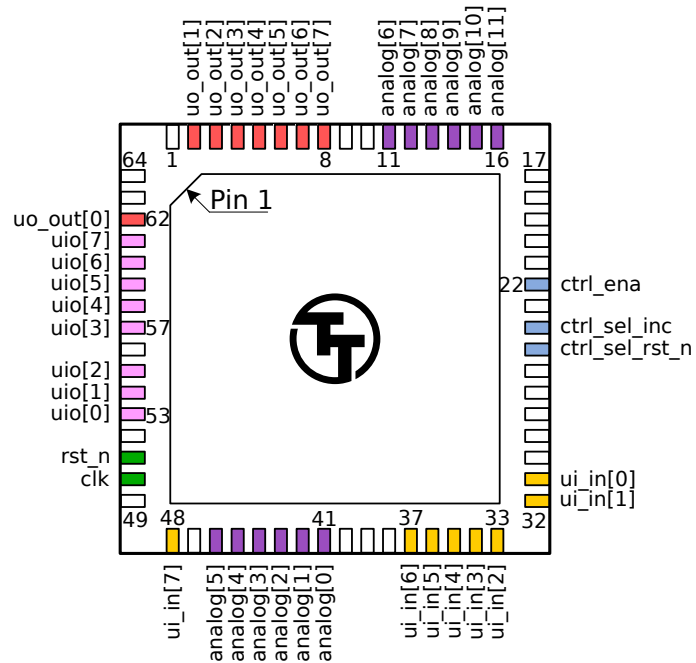 uo_out[1]
uo_out[2]
uo_out[3]
uo_out[4]
uo_out[5]
uo_out[6]
uo_out[7]
analog[6]
analog[7]
analog[8]
analog[9]
analog[10]
analog[11]
64
1
8
11
16
17
Pin 1
uo_out[0]
62
uio[7]
uio[6]
uio[5]
uio[4]
uio[3]
57
uio[2]
uio[1]
uio[0]
53
rst_n
clk
22
ctrl_ena
ctrl_sel_inc
ctrl_sel_rst_n
ui_in[0]
ui_in[1]
TT
49
48
41
37
33
32
ui_in[7]
analog[5]
analog[4]
analog[3]
analog[2]
analog[1]
analog[0]
ui_in[6]
ui_in[5]
ui_in[4]
ui_in[3]
ui_in[2]